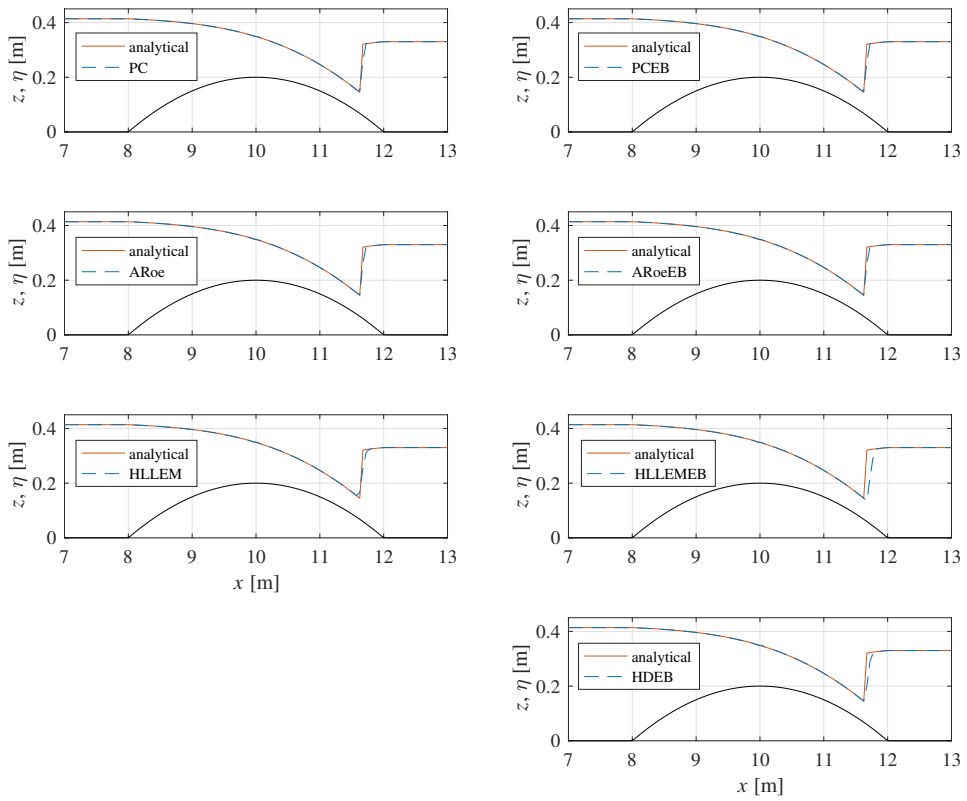 z, η [m]
0.4
0.2
0
analytical
PC
7 8 9 10 11 12 13
z, η [m]
0.4
0.2
0
analytical
PCEB
7 8 9 10 11 12 13
z, η [m]
0.4
0.2
0
analytical
ARoe
7 8 9 10 11 12 13
z, η [m]
0.4
0.2
0
analytical
ARoeEB
7 8 9 10 11 12 13
z, η [m]
0.4
0.2
0
analytical
HLLEM
7 8 9 10 11 12 13
x [m]
z, η [m]
0.4
0.2
0
analytical
HLLEMEB
7 8 9 10 11 12 13
z, η [m]
0.4
0.2
0
analytical
HDEB
7 8 9 10 11 12 13
x [m]